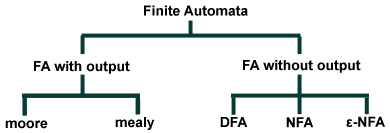 Finite Automata
FA with output
FA without output
moore
mealy
DFA
NFA
ε-NFA